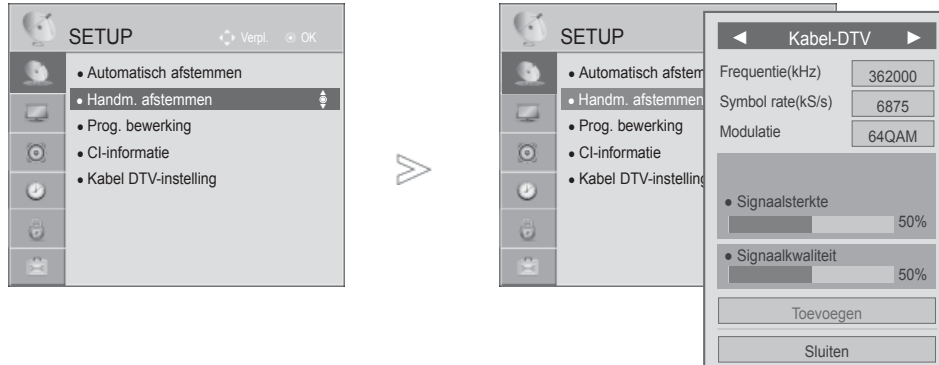 SETUP
Verpl. OK
• Automatisch afstemmen
• Handm. afstemmen
• Prog. bewerking
• CI-informatie
• Kabel DTV-instelling
SETUP
• Automatisch afstem
• Handm. afstemmen
• Prog. bewerking
• CI-informatie
• Kabel DTV-instelling
◄ Kabel-DTV ►
Frequentie(kHz) 362000
Symbol rate(kS/s) 6875
Modulatie 64QAM
• Signaalsterkte
50%
• Signaalkwaliteit
50%
Toevoegen
Sluiten